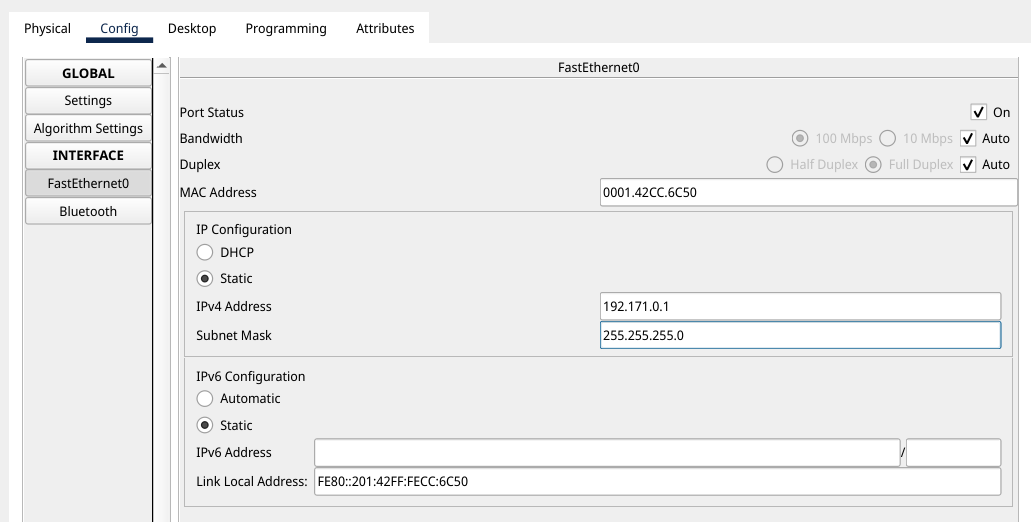 Physical Config Desktop Programming Attributes
GLOBAL
Settings
Algorithm Settings
INTERFACE
FastEthernet0
Bluetooth
FastEthernet0
Port Status On
Bandwidth 100 Mbps 10 Mbps Auto
Duplex Half Duplex Full Duplex Auto
MAC Address 0001.42CC.6C50
IP Configuration
DHCP
Static
IPv4 Address 192.171.0.1
Subnet Mask 255.255.255.0
IPv6 Configuration
Automatic
Static
IPv6 Address /
Link Local Address: FE80::201:42FF:FECC:6C50